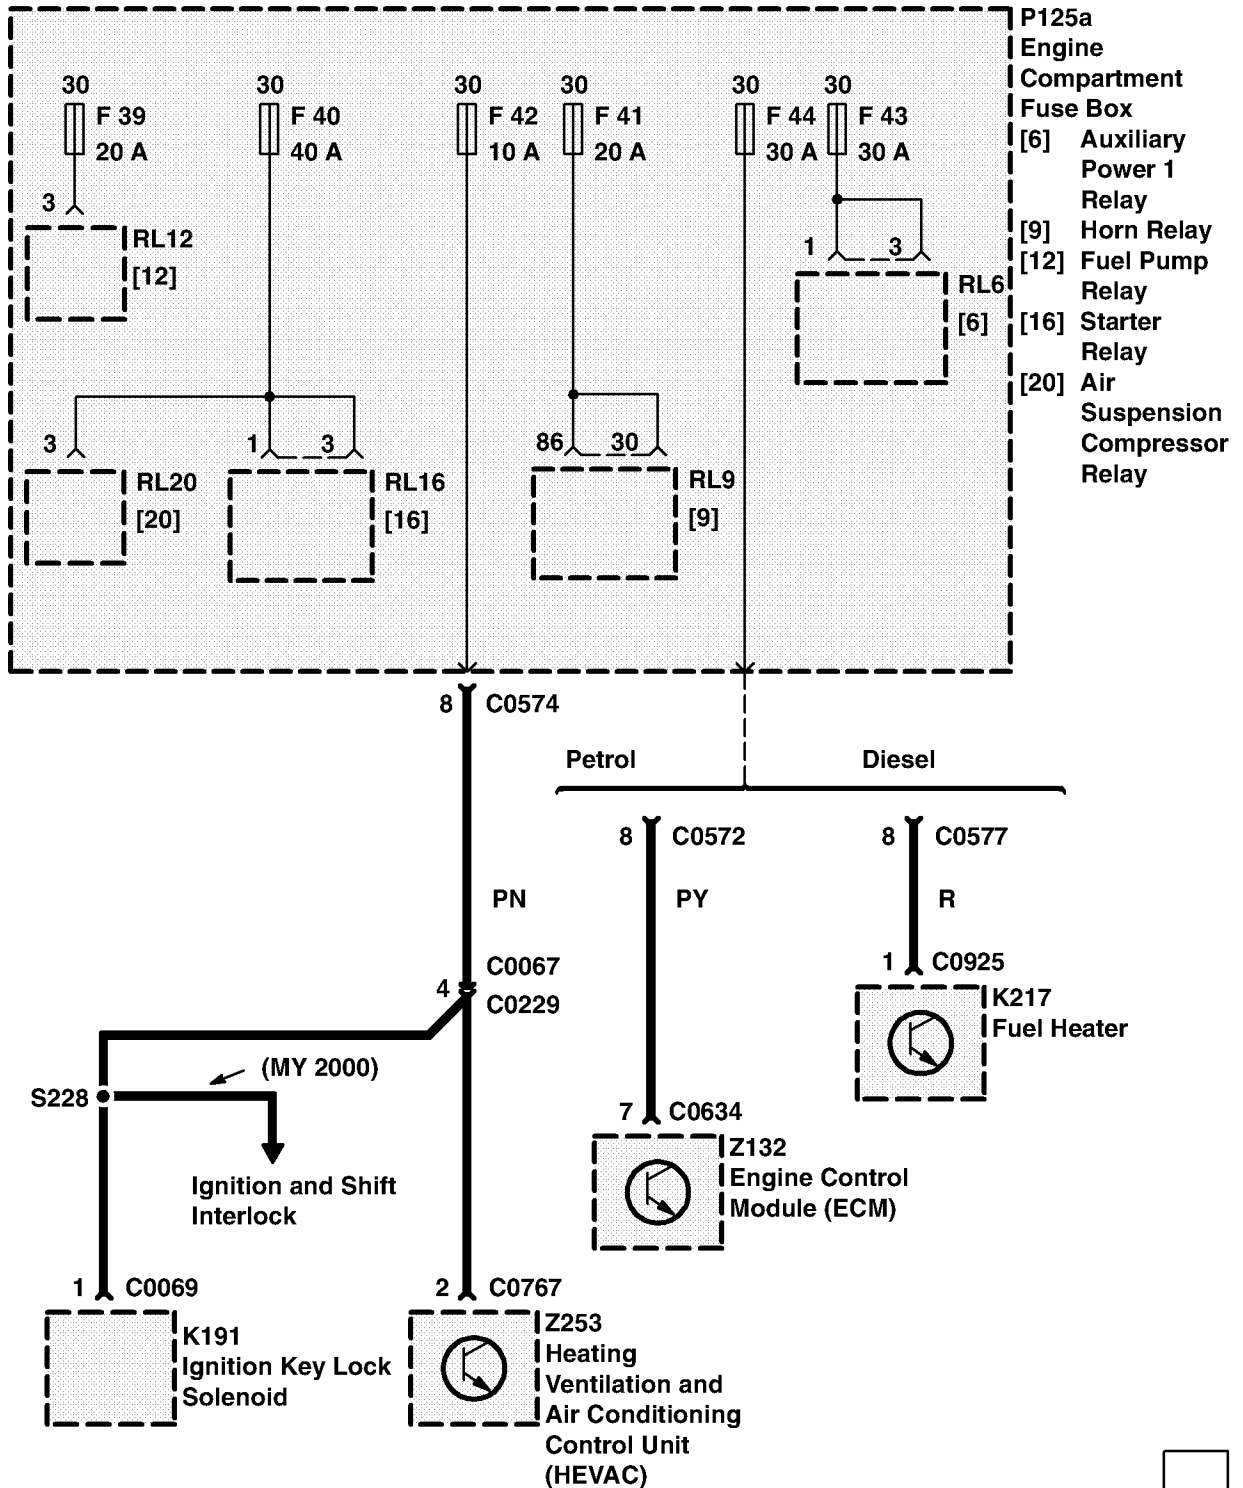 P125a
Engine
Compartment
Fuse Box
[6] Auxiliary
Power 1
Relay
[9] Horn Relay
[12] Fuel Pump
Relay
[16] Starter
Relay
[20] Air
Suspension
Compressor
Relay
30 30 30 30 30
F 39 F 40 F 42 F 41 F 44 F 43
20 A 40 A 10 A 20 A 30 A 30 A
3
RL12
[12]
1 3
RL6
[6]
3 1 3 86 30
RL20 RL16 RL9
[20] [16] [9]
8 C0574
Petrol Diesel
8 C0572 8 C0577
PN PY R
C0067
4
C0229
1 C0925
K217
Fuel Heater
(MY 2000)
S228
7 C0634
Z132
Engine Control
Module (ECM)
Ignition and Shift
Interlock
1 C0069 2 C0767
K191
Ignition Key Lock
Solenoid
Z253
Heating
Ventilation and
Air Conditioning
Control Unit
(HEVAC)